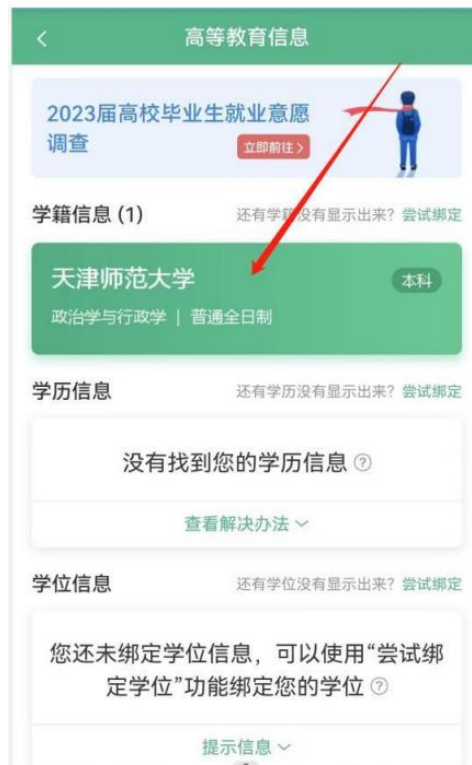 高等教育信息
2023届高校毕业生就业意愿
调查
立即前往 >
学籍信息 (1) 还有学籍没有显示出来？尝试绑定
天津师范大学 本科
政治学与行政学 | 普通全日制
学历信息 还有学历没有显示出来？尝试绑定
没有找到您的学历信息 ?
查看解决办法
学位信息 还有学位没有显示出来？尝试绑定
您还未绑定学位信息，可以使用“尝试绑
定学位”功能绑定您的学位 ?
提示信息